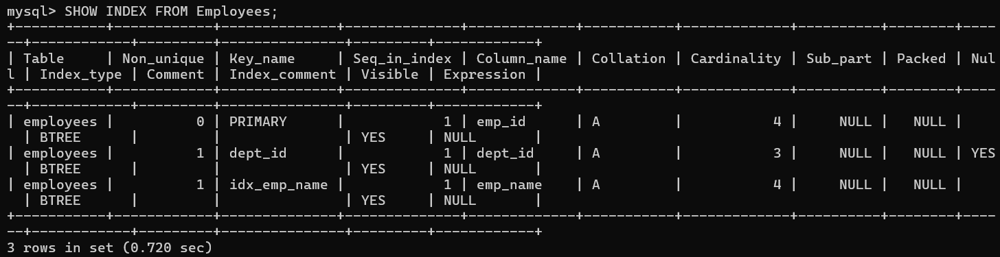 mysql> SHOW INDEX FROM Employees;
+-----------+------------+--------------+--------------+-------------+-----------+-------------+----------+--------+----
--+------------+---------+---------------+---------+------------+
| Table     | Non_unique | Key_name     | Seq_in_index | Column_name | Collation | Cardinality | Sub_part | Packed | Nul
l | Index_type | Comment | Index_comment | Visible | Expression |
+-----------+------------+--------------+--------------+-------------+-----------+-------------+----------+--------+----
--+------------+---------+---------------+---------+------------+
| employees |          0 | PRIMARY      |            1 | emp_id      | A         |           4 |     NULL |   NULL |
  | BTREE      |         |               | YES     | NULL       |
| employees |          1 | dept_id      |            1 | dept_id     | A         |           3 |     NULL |   NULL | YES
  | BTREE      |         |               | YES     | NULL       |
| employees |          1 | idx_emp_name |            1 | emp_name    | A         |           4 |     NULL |   NULL |
  | BTREE      |         |               | YES     | NULL       |
+-----------+------------+--------------+--------------+-------------+-----------+-------------+----------+--------+----
--+------------+---------+---------------+---------+------------+
3 rows in set (0.720 sec)